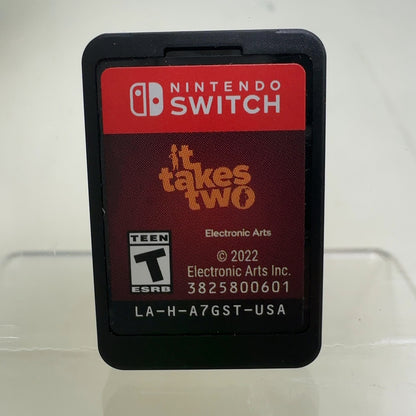 NINTENDO
SWITCH
it
takes
two
Electronic Arts
TEEN
T
ESRB
© 2022
Electronic Arts Inc.
3825800601
LA-H-A7GST-USA